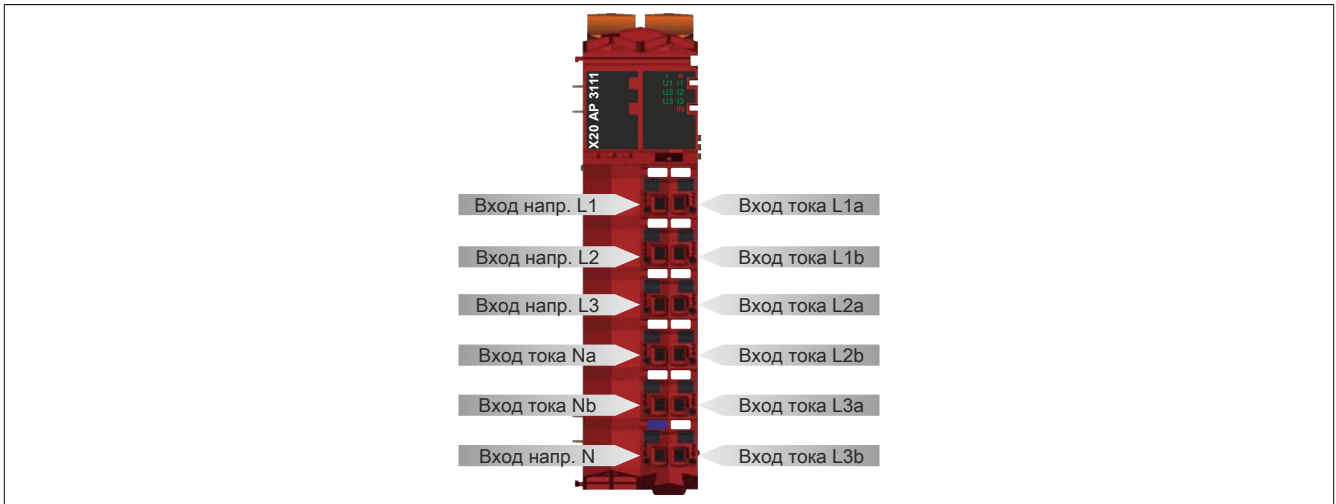 X20 AP 3111
r e
U1 I1
U2 I2
U3 I3
IN
Вход напр. L1
Вход тока L1a
Вход напр. L2
Вход тока L1b
Вход напр. L3
Вход тока L2a
Вход тока Na
Вход тока L2b
Вход тока Nb
Вход тока L3a
Вход напр. N
Вход тока L3b